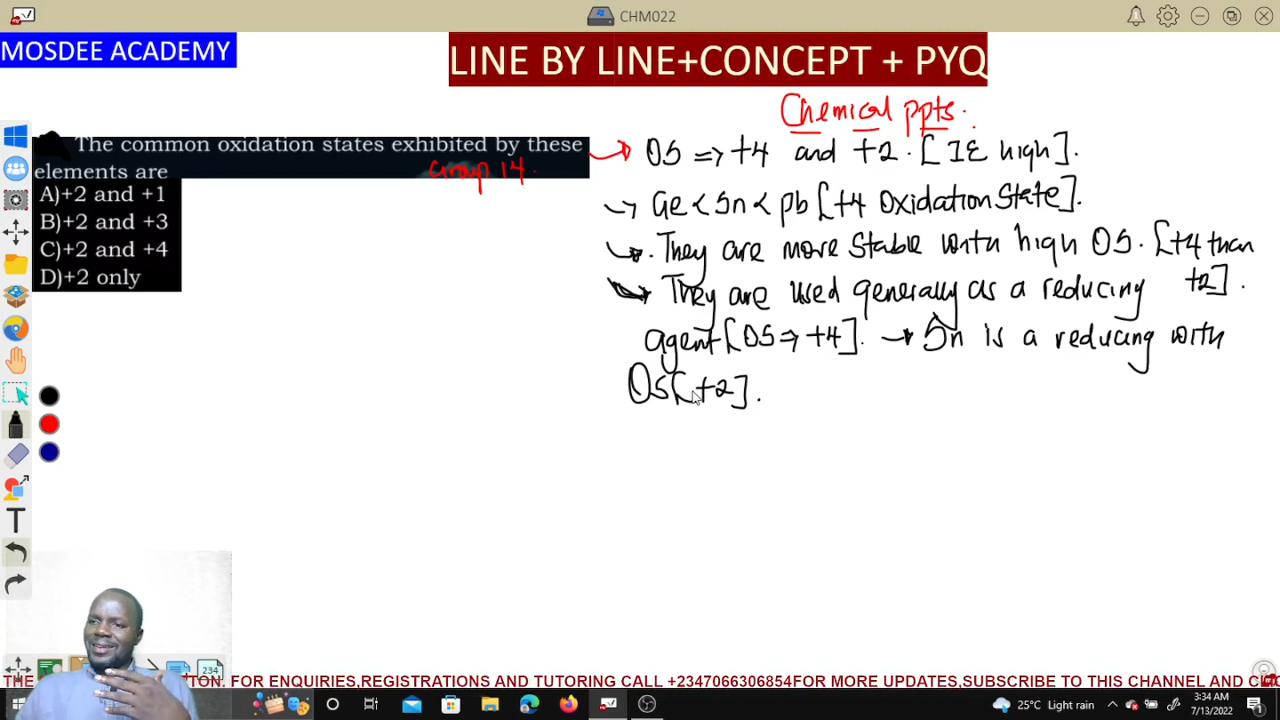 CHM022
MOSDEE ACADEMY
LINE BY LINE+CONCEPT + PYQ
Chemical ppts.
The common oxidation states exhibited by these
elements are
Group 14.
A)+2 and +1
B)+2 and +3
C)+2 and +4
D)+2 only
OS => +4 and +2. [IE high].
Ge < Sn < pb [+4 Oxidation State].
They are more stable with high OS. [+4 than
+2].
They are used generally as a reducing
agent [OS => +4]. → Sn is a reducing with
OS[+2].
234
TON. FOR ENQUIRIES,REGISTRATIONS AND TUTORING CALL +2347066306854FOR MORE UPDATES,SUBSCRIBE TO THIS CHANNEL AND
25°C Light rain
3:34 AM
7/13/2022